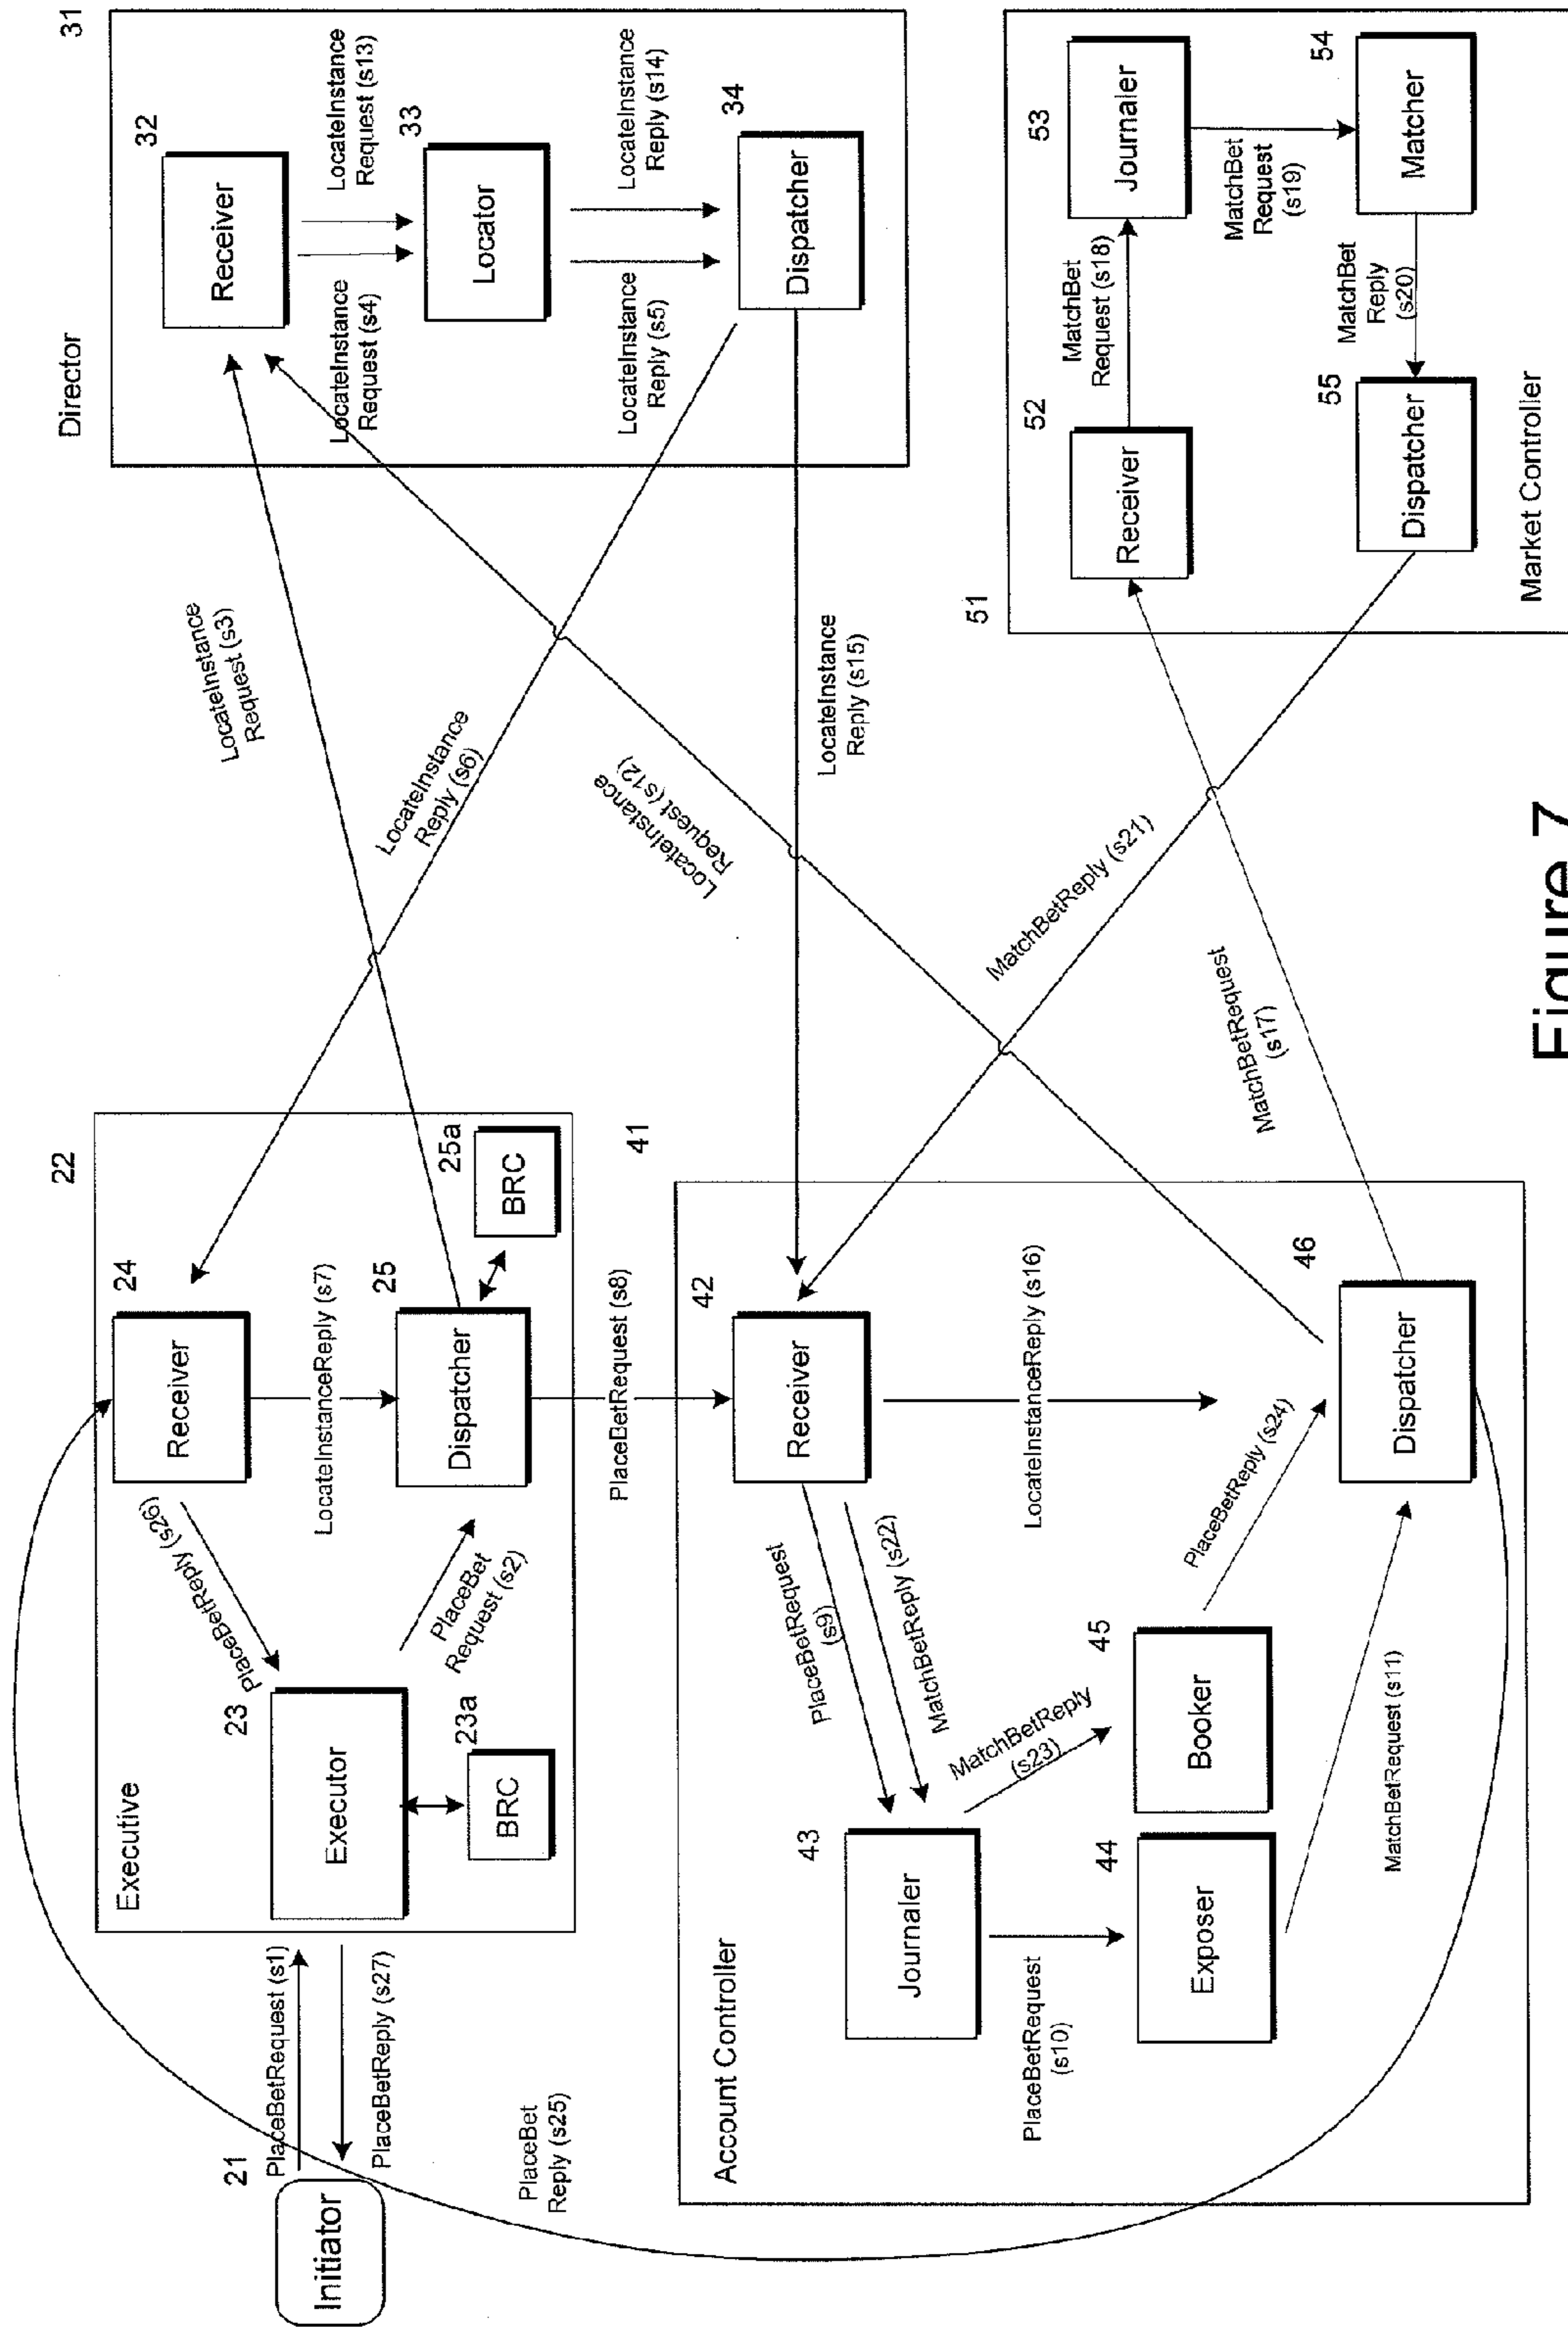 21
Initiator
PlaceBetRequest (s1)
PlaceBetReply (s27)
PlaceBet
Reply (s25)
Executive
22
23
Executor
23a
BRC
PlaceBetReply (s26)
PlaceBet
Request (s2)
24
Receiver
LocateInstanceReply (s7)
25
Dispatcher
25a
BRC
PlaceBetRequest (s8)
LocateInstance
Request (s3)
LocateInstance
Reply (s6)
LocateInstance
Request (s12)
LocateInstance
Reply (s15)
Director
31
32
Receiver
LocateInstance
Request (s4)
LocateInstance
Request (s13)
33
Locator
LocateInstance
Reply (s5)
LocateInstance
Reply (s14)
34
Dispatcher
Account Controller
41
42
Receiver
PlaceBetRequest
(s9)
MatchBetReply (s22)
LocateInstanceReply (s16)
43
Journaler
PlaceBetRequest
(s10)
MatchBetReply
(s23)
44
Exposer
45
Booker
PlaceBetReply (s24)
MatchBetRequest (s11)
46
Dispatcher
MatchBetReply (s21)
MatchBetRequest
(s17)
51
52
Receiver
MatchBet
Request (s18)
53
Journaler
MatchBet
Request
(s19)
54
Matcher
MatchBet
Reply
(s20)
55
Dispatcher
Market Controller
Figure 7